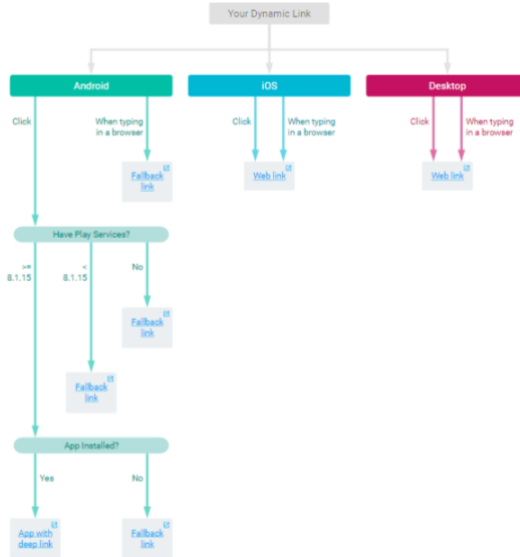 Your Dynamic Link
Android
iOS
Desktop
Click
When typing
in a browser
Click
When typing
in a browser
Click
When typing
in a browser
Fallback
link
Web link
Web link
Have Play Services?
>=
8.1.15
<
8.1.15
No
Fallback
link
Fallback
link
App Installed?
Yes
No
App with
deep link
Fallback
link